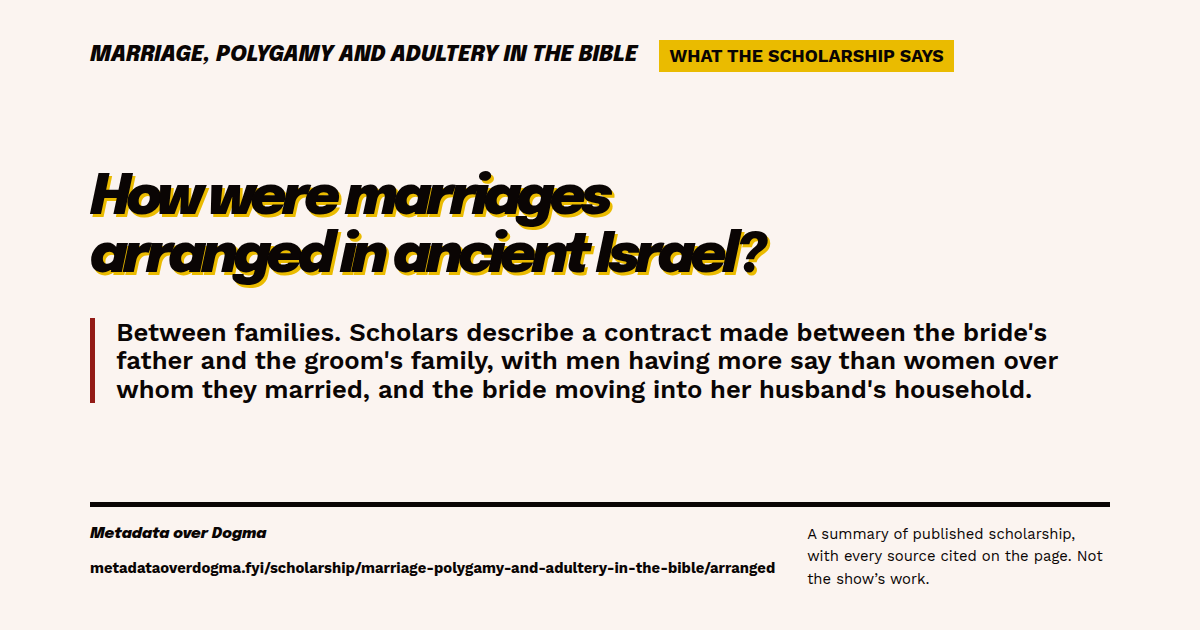 MARRIAGE, POLYGAMY AND ADULTERY IN THE BIBLE
WHAT THE SCHOLARSHIP SAYS
How were marriages
arranged in ancient Israel?
Between families. Scholars describe a contract made between the bride's
father and the groom's family, with men having more say than women over
whom they married, and the bride moving into her husband's household.
Metadata over Dogma
metadataoverdogma.fyi/scholarship/marriage-polygamy-and-adultery-in-the-bible/arranged
A summary of published scholarship,
with every source cited on the page. Not
the show’s work.